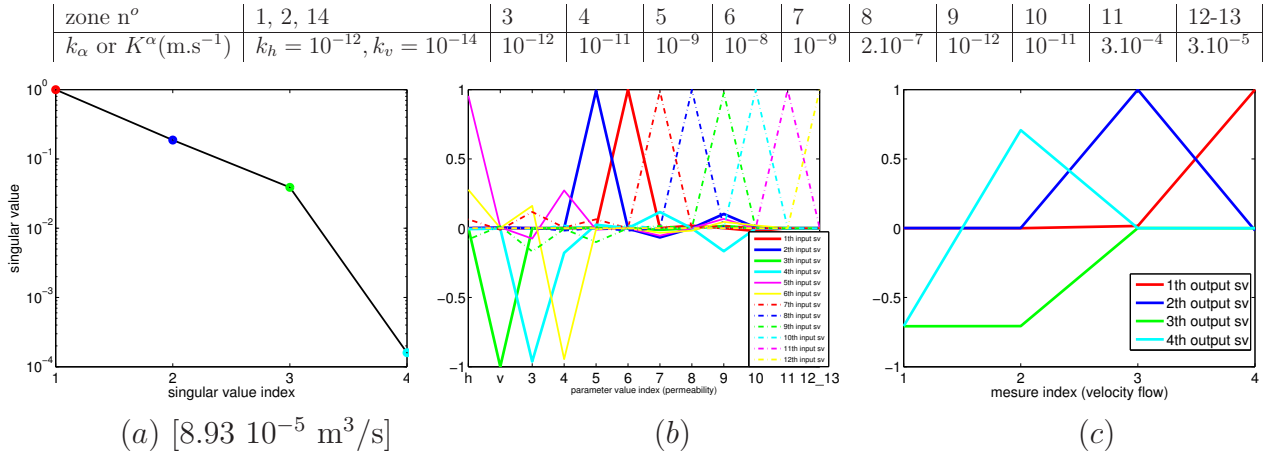 zone n° 1, 2, 14 3 4 5 6 7 8 9 10 11 12-13
k_α or K^α(m.s⁻¹) k_h = 10⁻¹², k_v = 10⁻¹⁴ 10⁻¹² 10⁻¹¹ 10⁻⁹ 10⁻⁸ 10⁻⁹ 2.10⁻⁷ 10⁻¹² 10⁻¹¹ 3.10⁻⁴ 3.10⁻⁵
10⁰
10⁻¹
10⁻²
10⁻³
10⁻⁴
singular value
1 2 3 4
singular value index
(a) [8.93 10⁻⁵ m³/s]
1
0.5
0
−0.5
−1
h v 3 4 5 6 7 8 9 10 11 12_13
parameter value index (permeability)
1th input sv
2th input sv
3th input sv
4th input sv
5th input sv
6th input sv
7th input sv
8th input sv
9th input sv
10th input sv
11th input sv
12th input sv
(b)
1
0.5
0
−0.5
−1
1 2 3 4
mesure index (velocity flow)
1th output sv
2th output sv
3th output sv
4th output sv
(c)